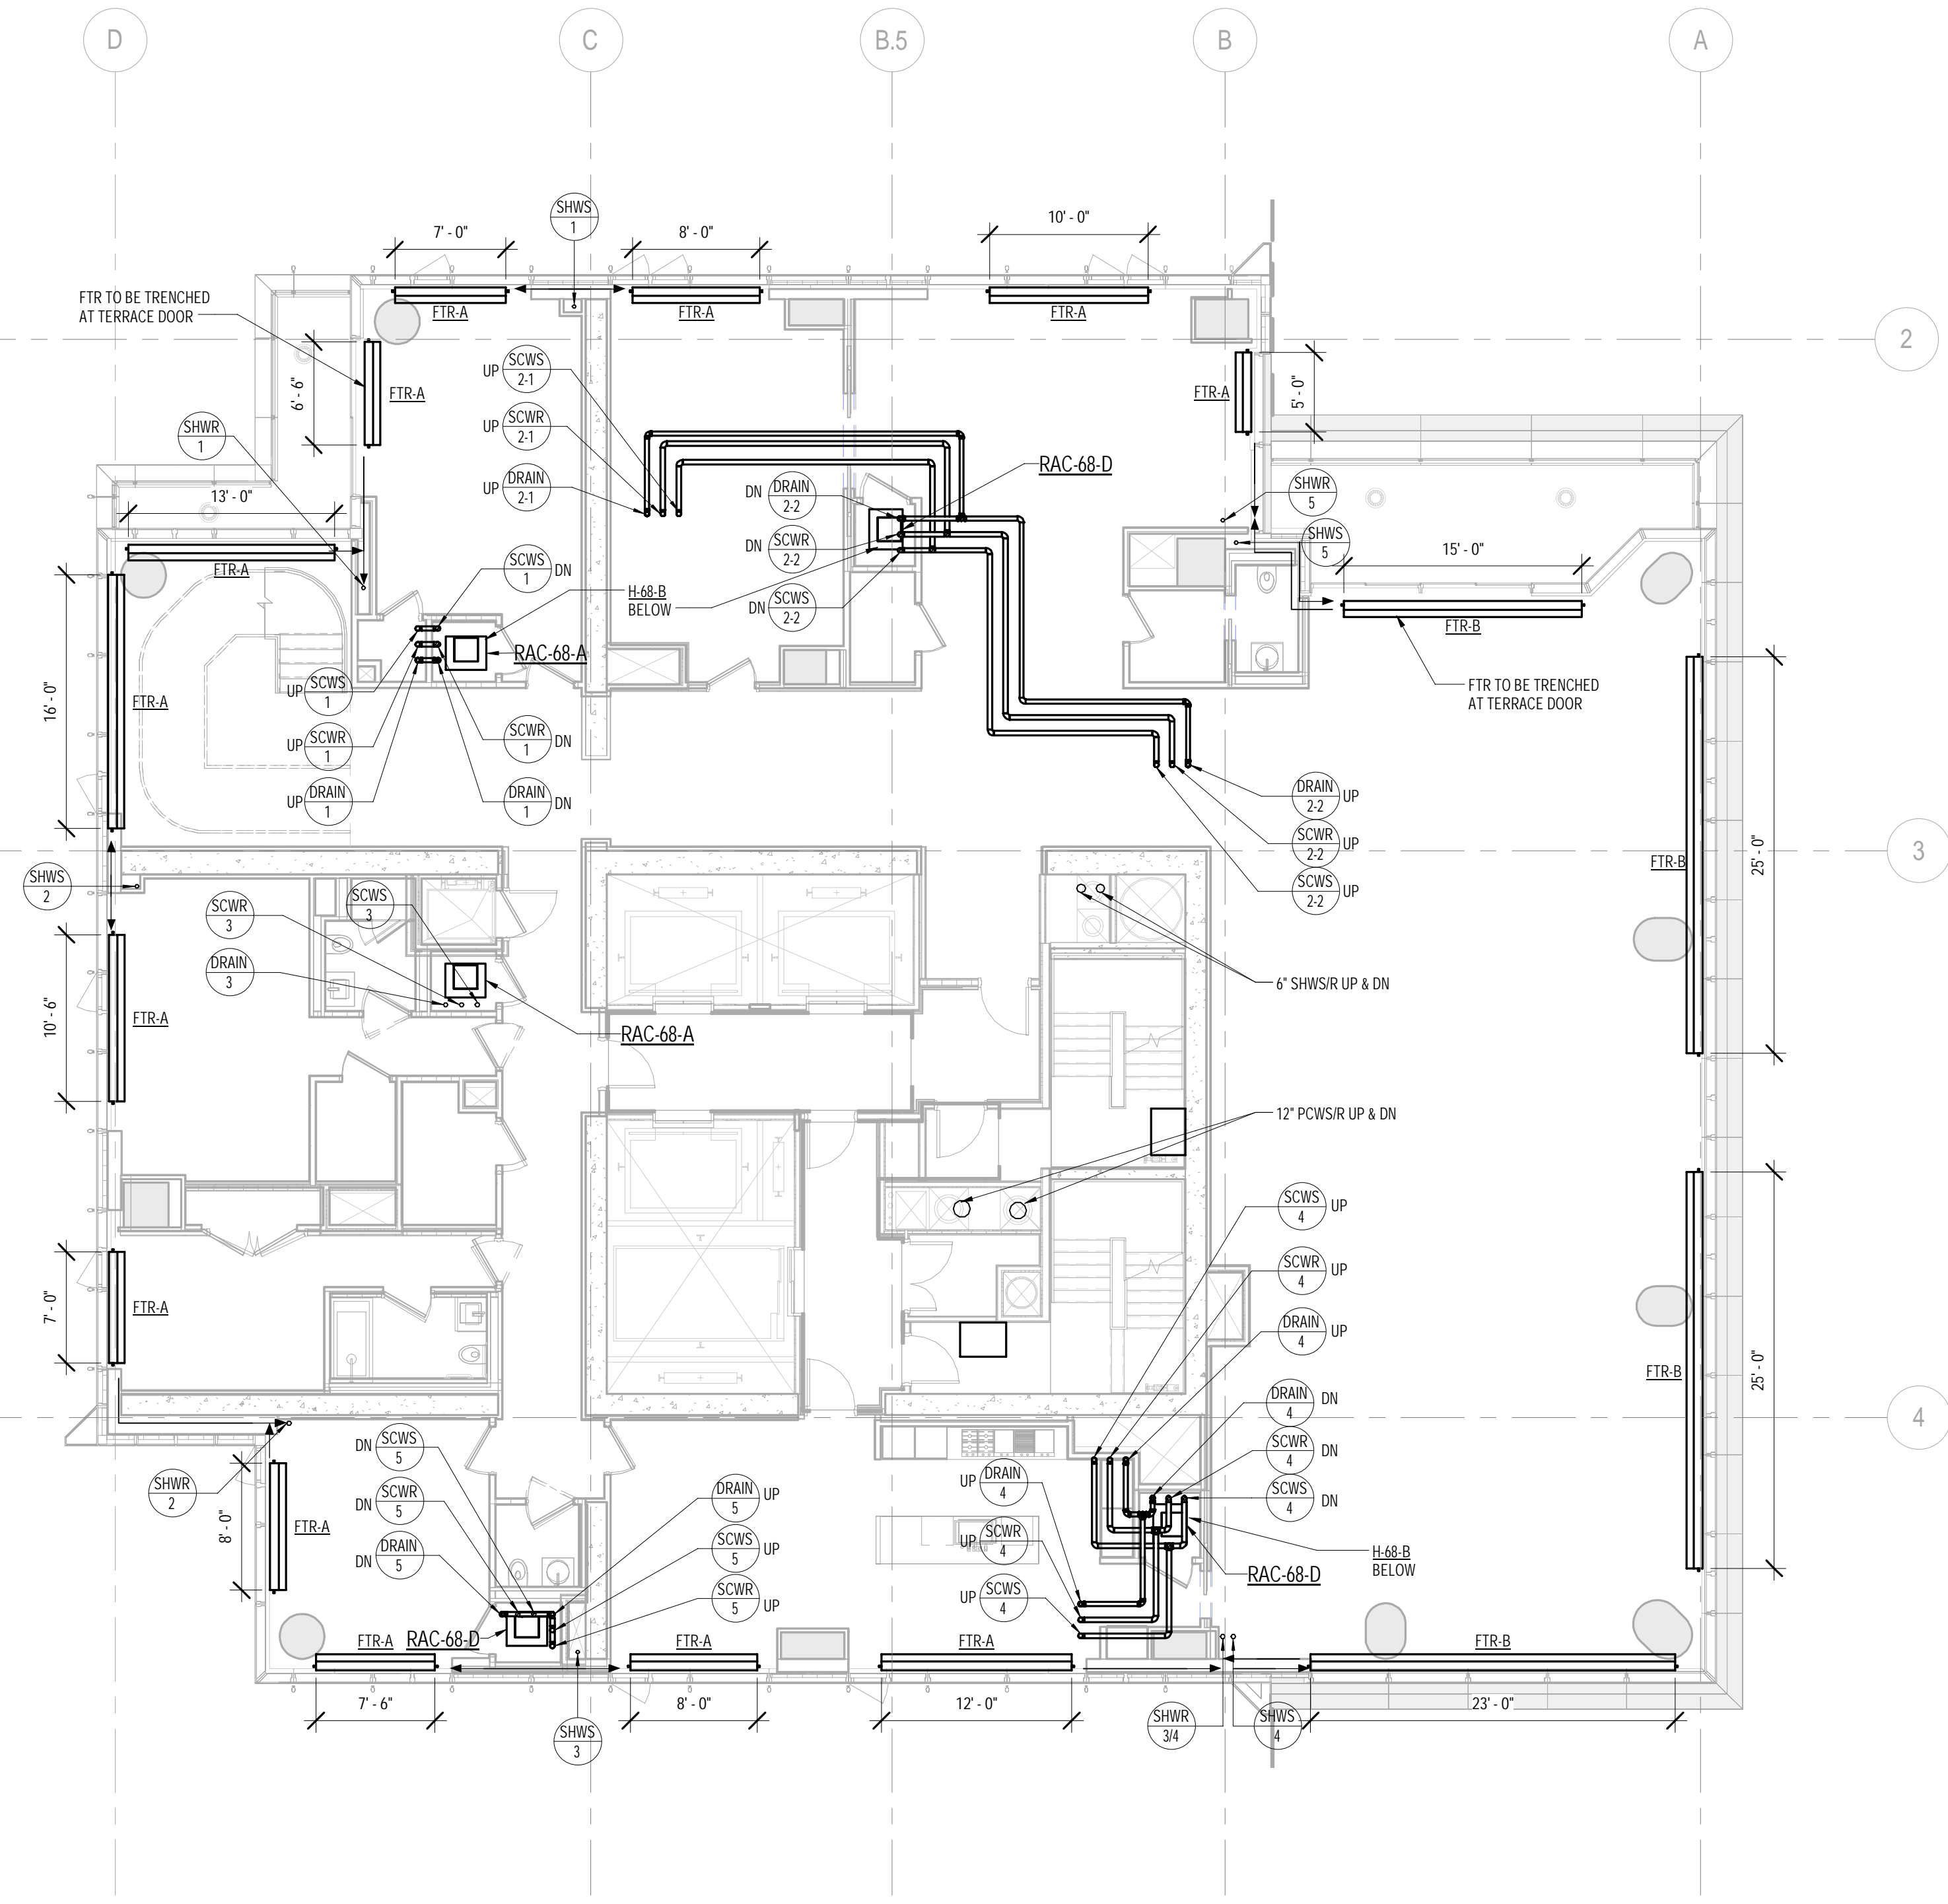 D
C
B.5
B
A
SHWS
1
7' - 0"
8' - 0"
10' - 0"
FTR TO BE TRENCHED
AT TERRACE DOOR
FTR-A
FTR-A
FTR-A
2
6' - 6"
FTR-A
UP
SCWS
2-1
FTR-A
5' - 0"
SHWR
1
UP
SCWR
2-1
UP
DRAIN
2-1
RAC-68-D
DN
DRAIN
2-2
SHWR
5
13' - 0"
DN
SCWR
2-2
SHWS
5
15' - 0"
FTR-A
SCWS
1
DN
H-68-B
BELOW
DN
SCWS
2-2
FTR-B
RAC-68-A
FTR TO BE TRENCHED
AT TERRACE DOOR
16' - 0"
FTR-A
UP
SCWS
1
UP
SCWR
1
SCWR
1
DN
UP
DRAIN
1
DRAIN
1
DN
DRAIN
2-2
UP
SCWR
2-2
UP
3
FTR-B
25' - 0"
SHWS
2
SCWS
2-2
UP
SCWR
3
SCWS
3
DRAIN
3
6" SHWS/R UP & DN
10' - 6"
FTR-A
RAC-68-A
12" PCWS/R UP & DN
SCWS
4
UP
SCWR
4
UP
7' - 0"
FTR-A
DRAIN
4
UP
FTR-B
25' - 0"
DRAIN
4
DN
4
DN
SCWS
5
SCWR
4
DN
SHWR
2
DN
SCWR
5
DRAIN
5
UP
UP
DRAIN
4
SCWS
4
DN
8' - 0"
FTR-A
DN
DRAIN
5
SCWS
5
UP
UP
SCWR
4
H-68-B
BELOW
RAC-68-D
SCWR
5
UP
UP
SCWS
4
RAC-68-D
FTR-A
FTR-A
FTR-A
FTR-B
7' - 6"
8' - 0"
12' - 0"
23' - 0"
SHWS
3
SHWR
3/4
SHWS
4